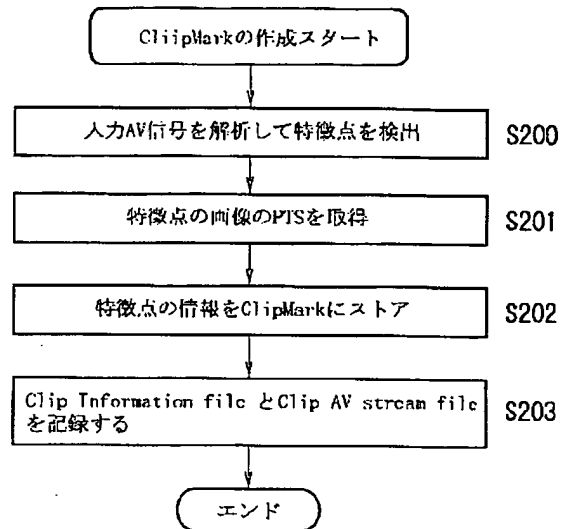 CliipMarkの作成スタート
入力AV信号を解析して特徴点を検出
S200
特徴点の画像のPTSを取得
S201
特徴点の情報をClipMarkにストア
S202
Clip Information file とClip AV stream file
を記録する
S203
エンド